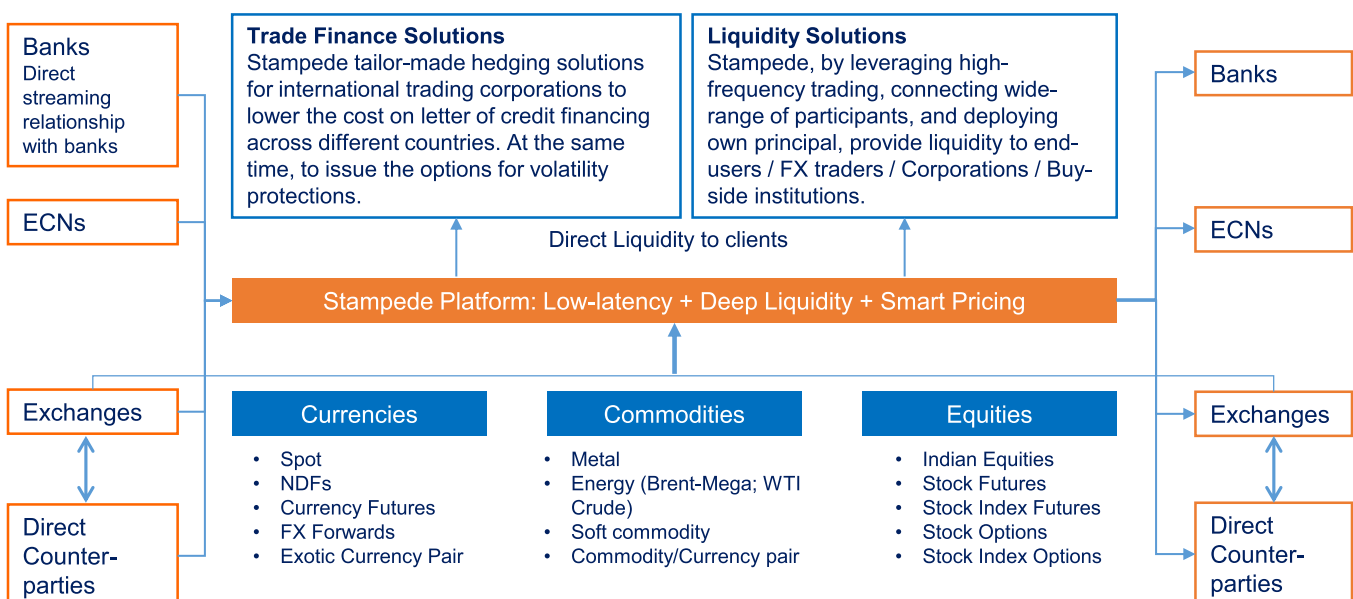 Banks
Direct
streaming
relationship
with banks
ECNs
Exchanges
Direct
Counter-
parties
Trade Finance Solutions
Stampede tailor-made hedging solutions
for international trading corporations to
lower the cost on letter of credit financing
across different countries. At the same
time, to issue the options for volatility
protections.
Liquidity Solutions
Stampede, by leveraging high-
frequency trading, connecting wide-
range of participants, and deploying
own principal, provide liquidity to end-
users / FX traders / Corporations / Buy-
side institutions.
Direct Liquidity to clients
Stampede Platform: Low-latency + Deep Liquidity + Smart Pricing
Currencies
• Spot
• NDFs
• Currency Futures
• FX Forwards
• Exotic Currency Pair
Commodities
• Metal
• Energy (Brent-Mega; WTI
Crude)
• Soft commodity
• Commodity/Currency pair
Equities
• Indian Equities
• Stock Futures
• Stock Index Futures
• Stock Options
• Stock Index Options
Banks
ECNs
Exchanges
Direct
Counter-
parties